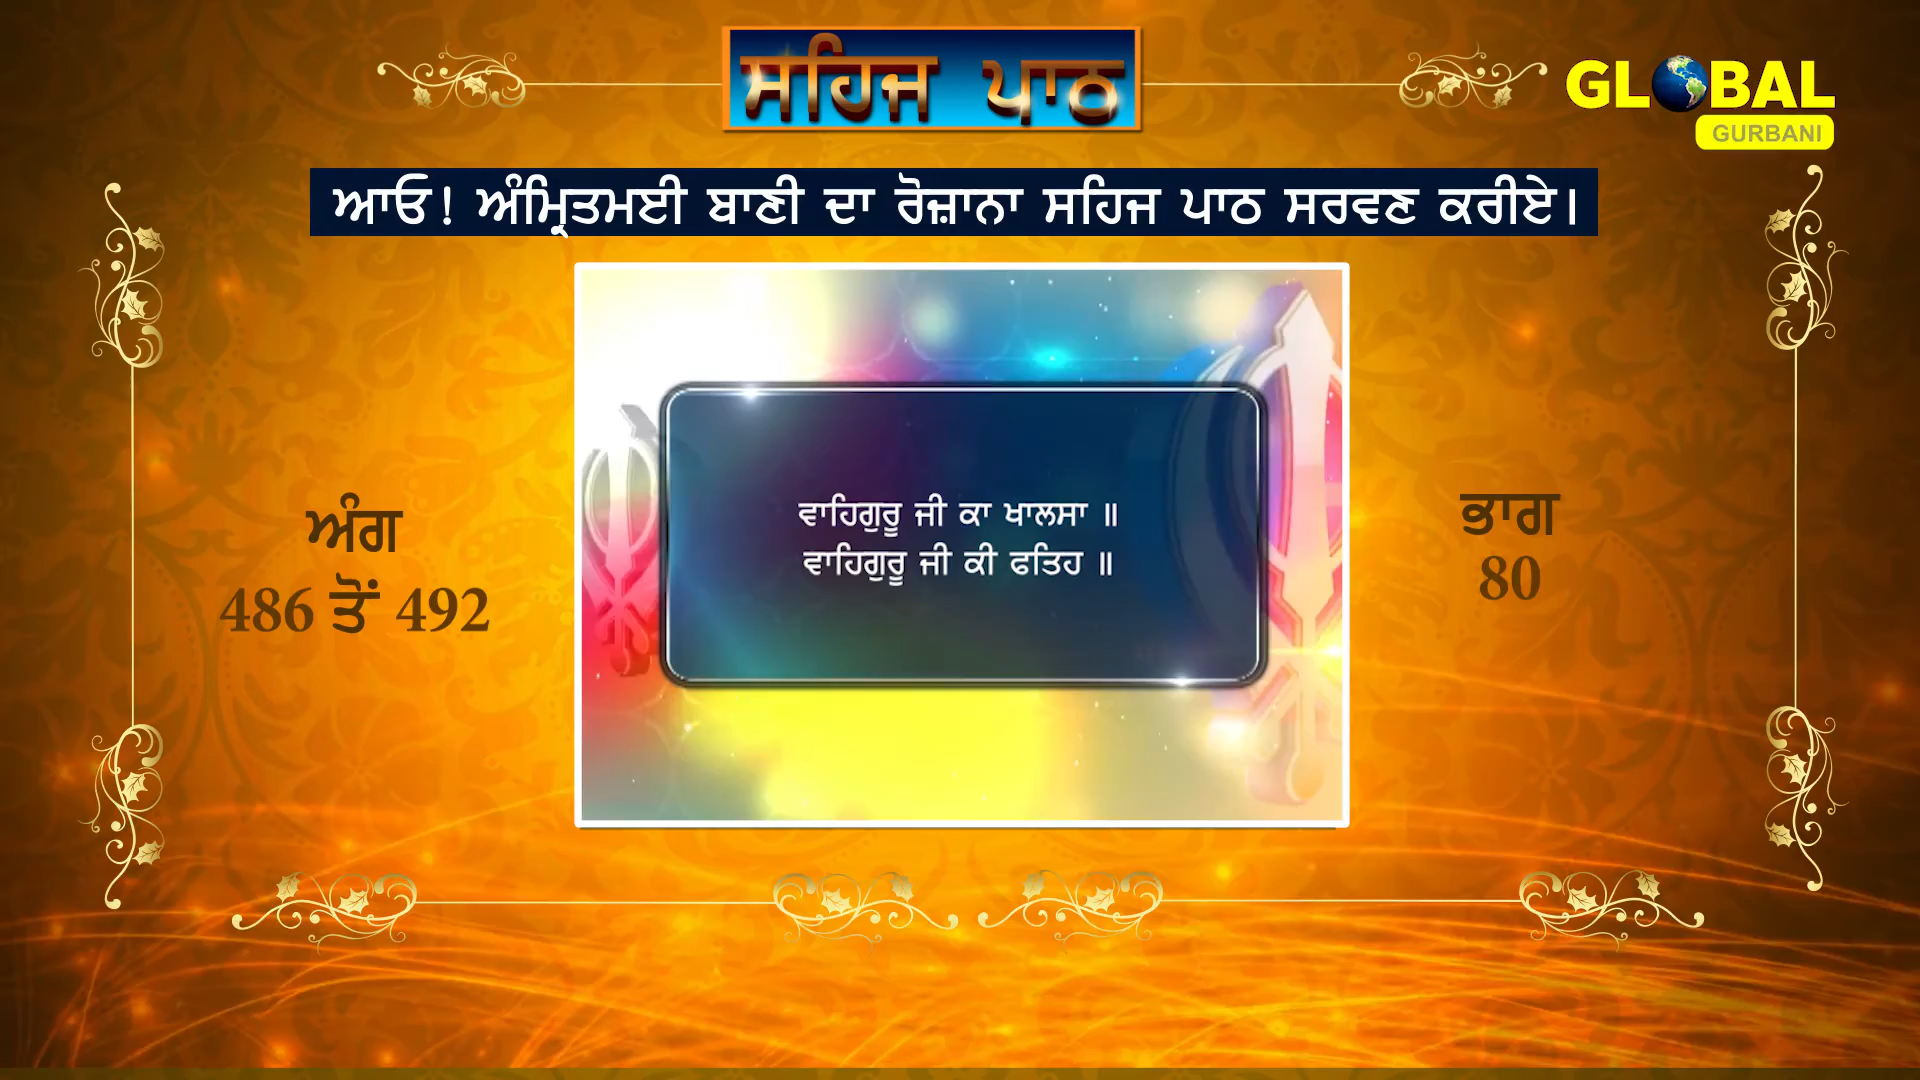 ਸਹਿਜ ਪਾਠ
GLOBAL
GURBANI
ਆਓ! ਅੰਮ੍ਰਿਤਮਈ ਬਾਣੀ ਦਾ ਰੋਜ਼ਾਨਾ ਸਹਿਜ ਪਾਠ ਸਰਵਣ ਕਰੀਏ।
ਵਾਹਿਗੁਰੂ ਜੀ ਕਾ ਖਾਲਸਾ ॥
ਵਾਹਿਗੁਰੂ ਜੀ ਕੀ ਫਤਿਹ ॥
ਅੰਗ
486 ਤੋਂ 492
ਭਾਗ
80